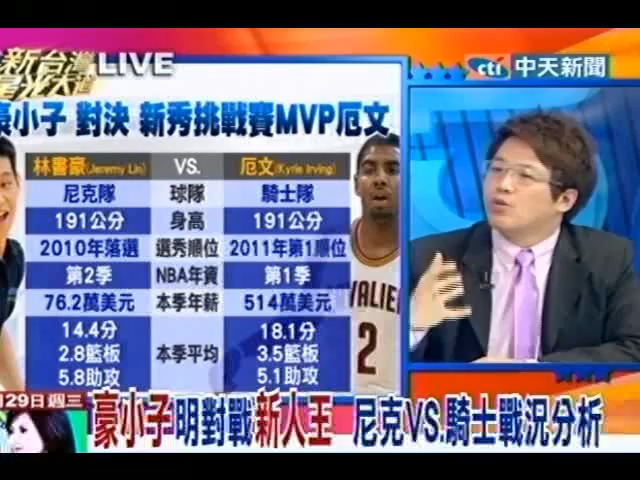 新台灣
星光大道
LIVE
cti 中天新聞
豪小子 對決 新秀挑戰賽MVP厄文
林書豪(Jeremy Lin) VS. 厄文(Kyrie Irving)
尼克隊 球隊 騎士隊
191公分 身高 191公分
2010年落選 選秀順位 2011年第1順位
第2季 NBA年資 第1季
76.2萬美元 本季年薪 514萬美元
14.4分 18.1分
2.8籃板 本季平均 3.5籃板
5.8助攻 5.1助攻
CAVALIER
2
月29日週三
豪小子明對戰新人王 尼克VS.騎士戰況分析